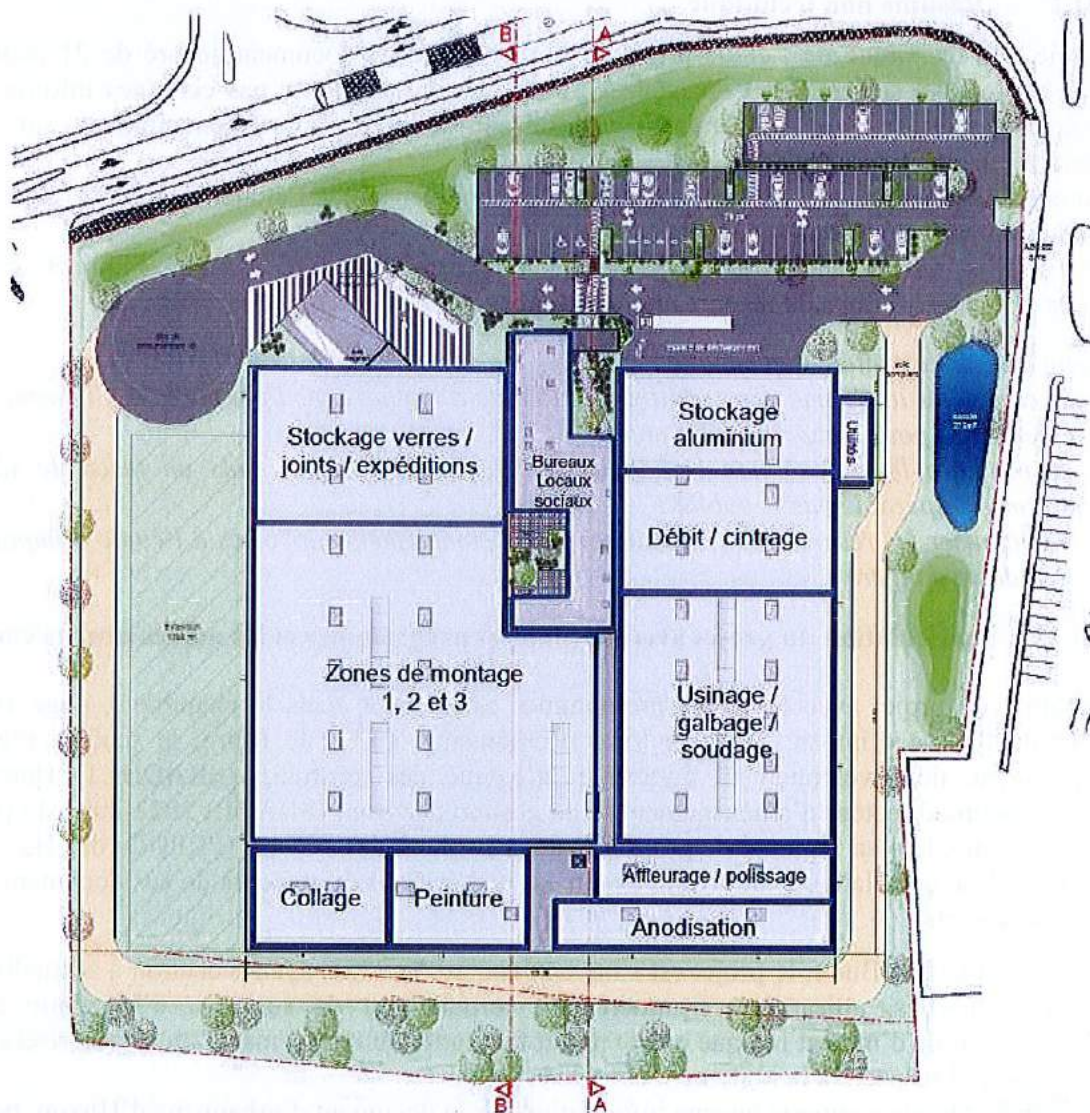 B
A
Stockage verres /
joints / expéditions
Bureaux
Locaux
sociaux
Stockage
aluminium
Utilités
Débit / cintrage
Zones de montage
1, 2 et 3
Usinage /
galbage /
soudage
Collage
Peinture
Affleurage / polissage
Anodisation
B
A